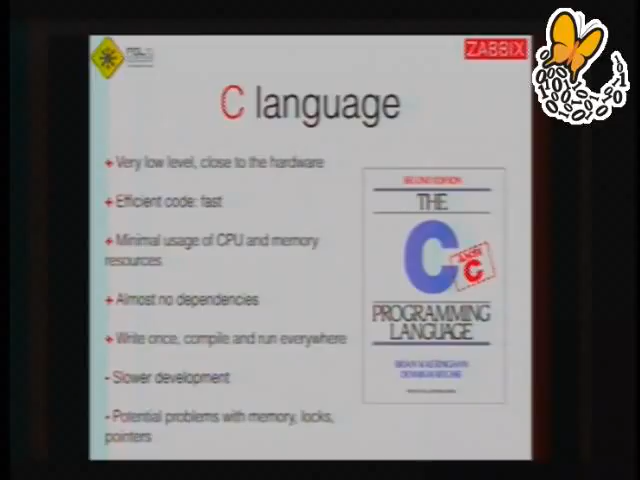 ZABBIX
C language
+ Very low level, close to the hardware
+ Efficient code: fast
+ Minimal usage of CPU and memory
resources
+ Almost no dependencies
+ Write once, compile and run everywhere
- Slower development
- Potential problems with memory, locks,
pointers
SECOND EDITION
THE
C
ANSI
C
PROGRAMMING
LANGUAGE
BRIAN W. KERNIGHAN
DENNIS M. RITCHIE